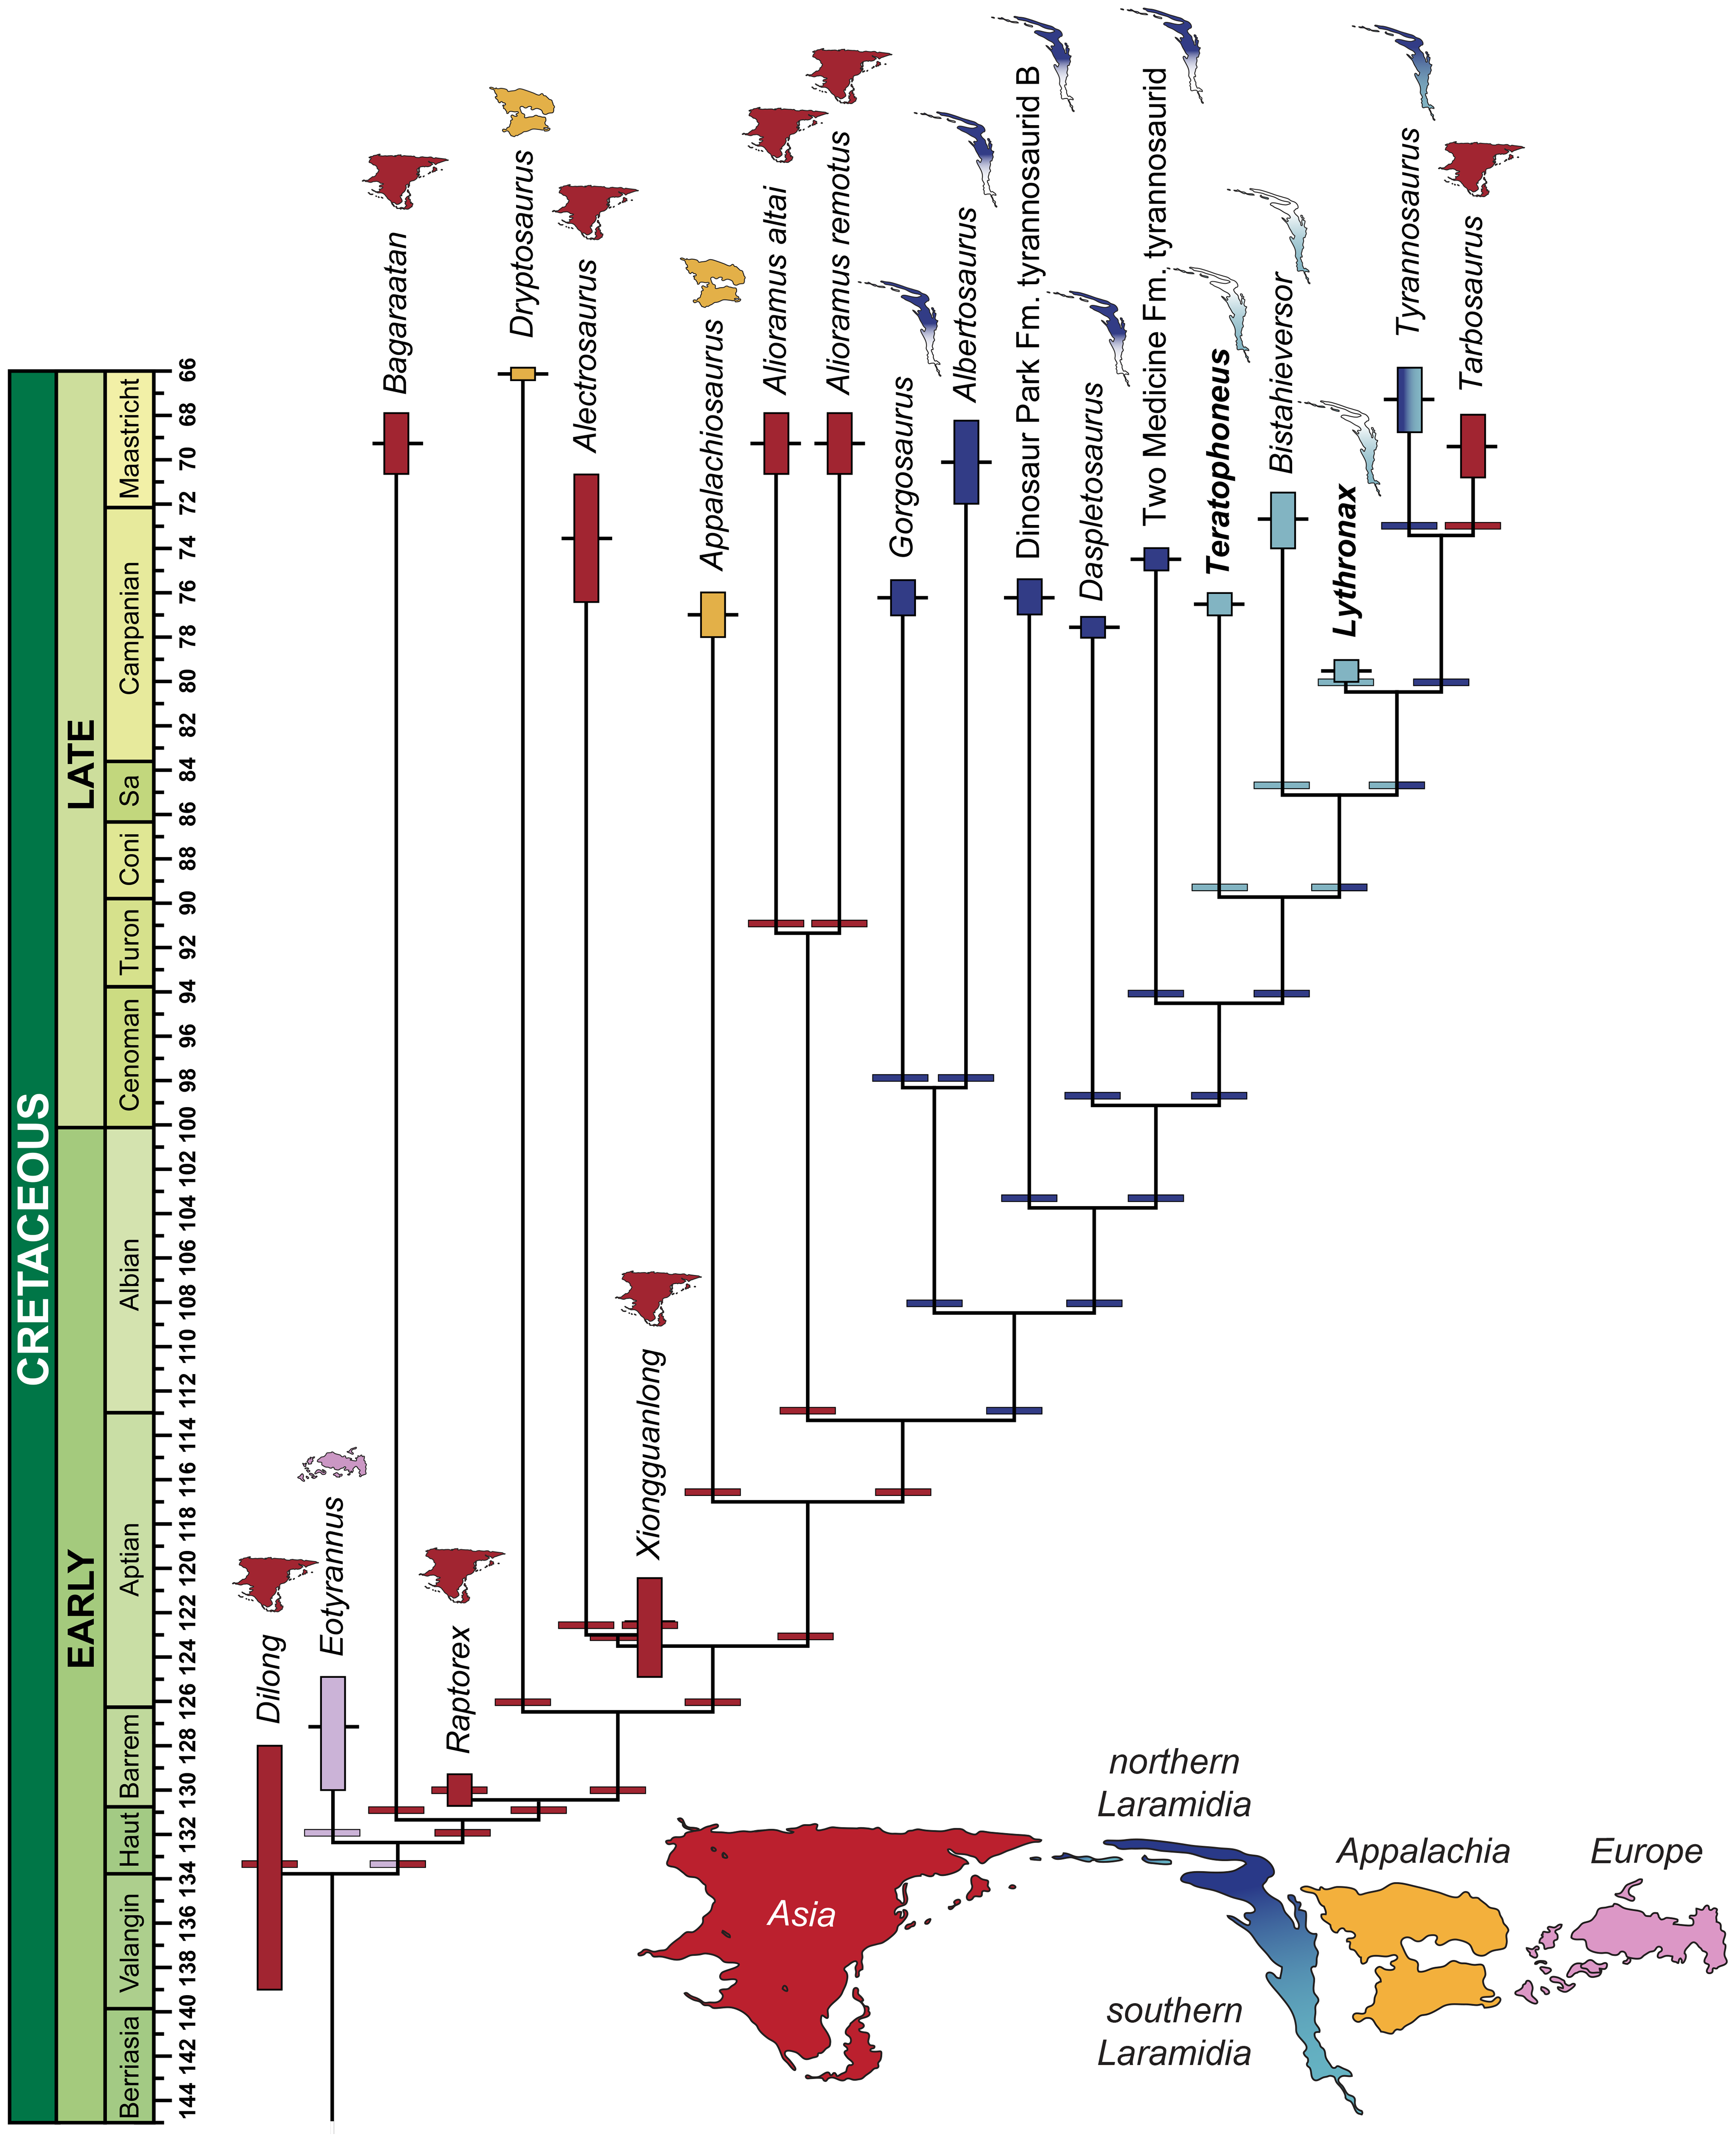 CRETACEOUS
LATE
EARLY
Maastricht
Campanian
Sa
Coni
Turon
Cenoman
Albian
Aptian
Barrem
Haut
Valangin
Berriasia
66
68
70
72
74
76
78
80
82
84
86
88
90
92
94
96
98
100
102
104
106
108
110
112
114
116
118
120
122
124
126
128
130
132
134
136
138
140
142
144
Dilong
Eotyrannus
Bagaraatan
Raptorex
Dryptosaurus
Alectrosaurus
Xiongguanlong
Appalachiosaurus
Alioramus altai
Alioramus remotus
Gorgosaurus
Albertosaurus
Dinosaur Park Fm. tyrannosaurid B
Daspletosaurus
Two Medicine Fm. tyrannosaurid
Teratophoneus
Bistahieversor
Lythronax
Tyrannosaurus
Tarbosaurus
Asia
northern
Laramidia
southern
Laramidia
Appalachia
Europe